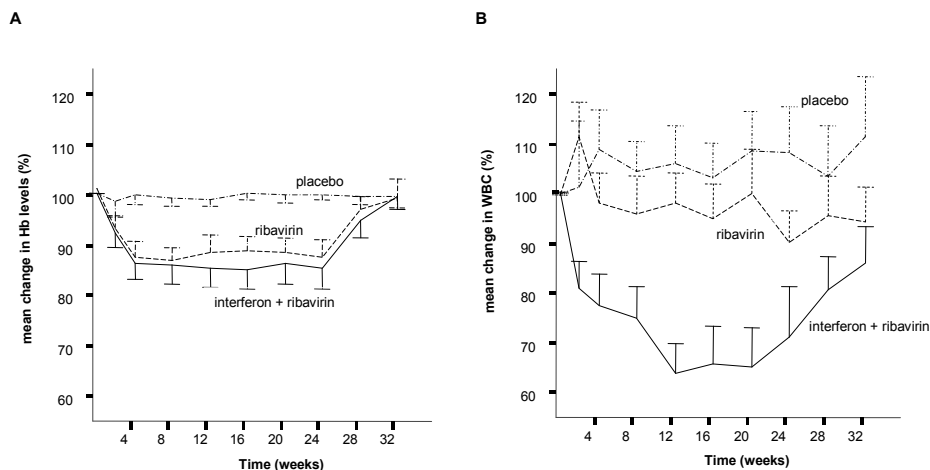 A
mean change in Hb levels (%)
120
110
100
90
80
70
60
placebo
ribavirin
interferon + ribavirin
4 8 12 16 20 24 28 32
Time (weeks)
B
mean change in WBC (%)
120
110
100
90
80
70
60
placebo
ribavirin
interferon + ribavirin
4 8 12 16 20 24 28 32
Time (weeks)